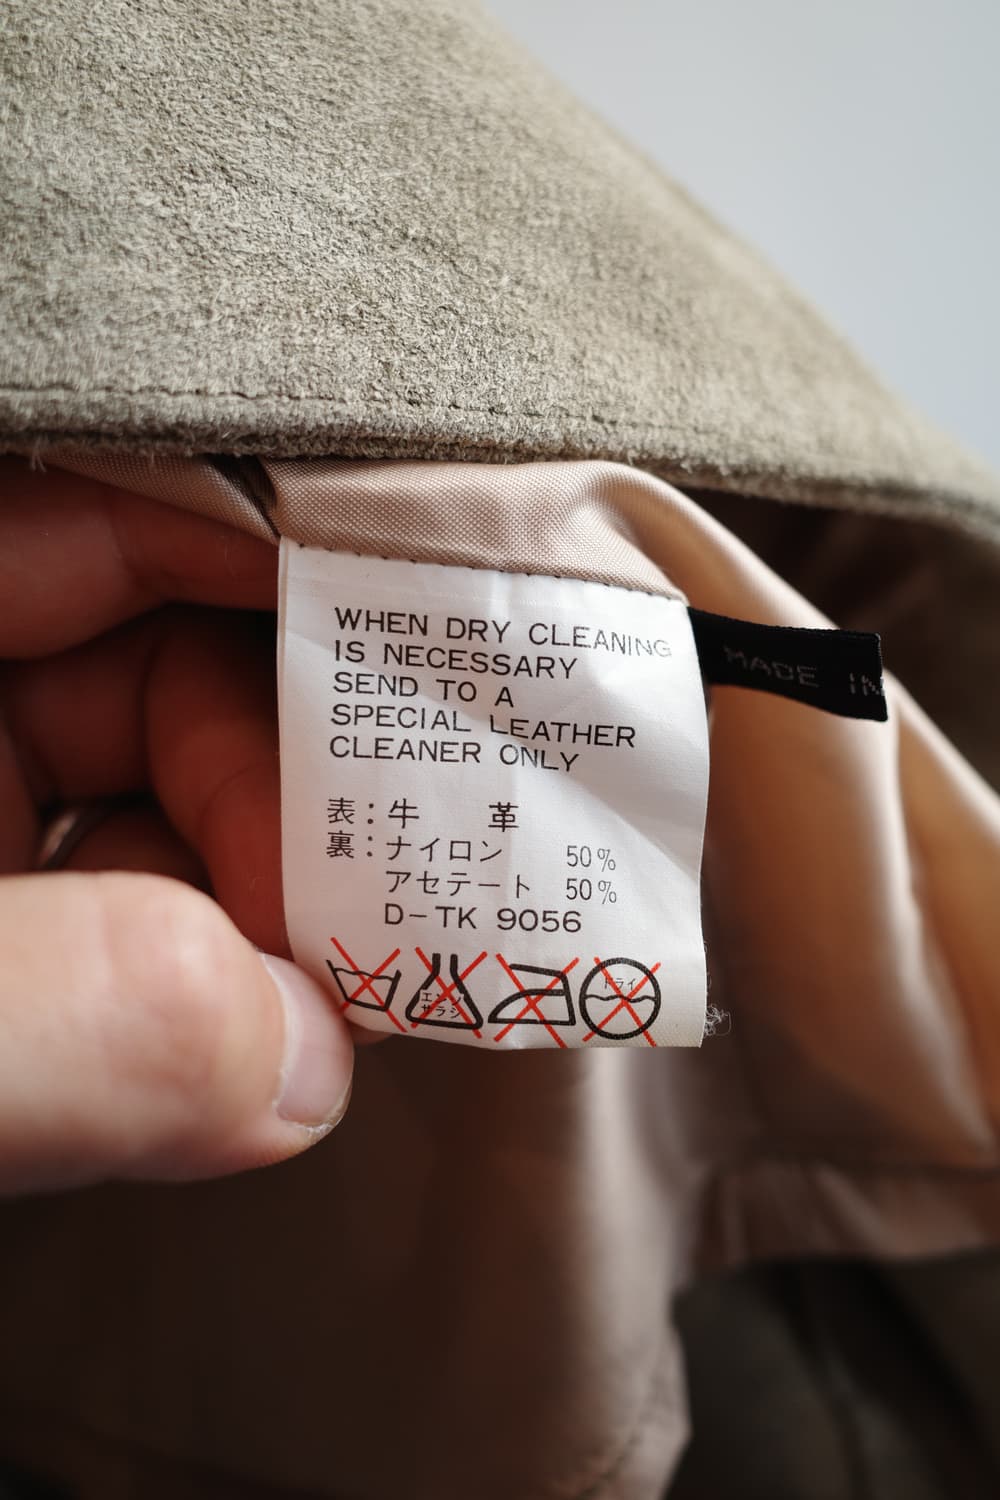 WHEN DRY CLEANING
IS NECESSARY
SEND TO A
SPECIAL LEATHER
CLEANER ONLY
表：牛　革
裏：ナイロン 50%
アセテート 50%
D-TK 9056
エンソ
サラシ
ドライ
MADE IN